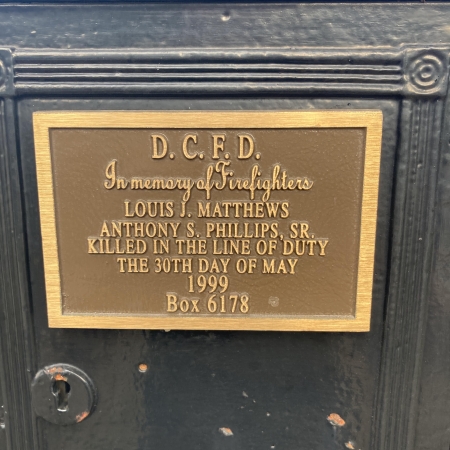 D. C. F. D.
In memory of Firefighters
LOUIS J. MATTHEWS
ANTHONY S. PHILLIPS, SR.
KILLED IN THE LINE OF DUTY
THE 30TH DAY OF MAY
1999
Box 6178